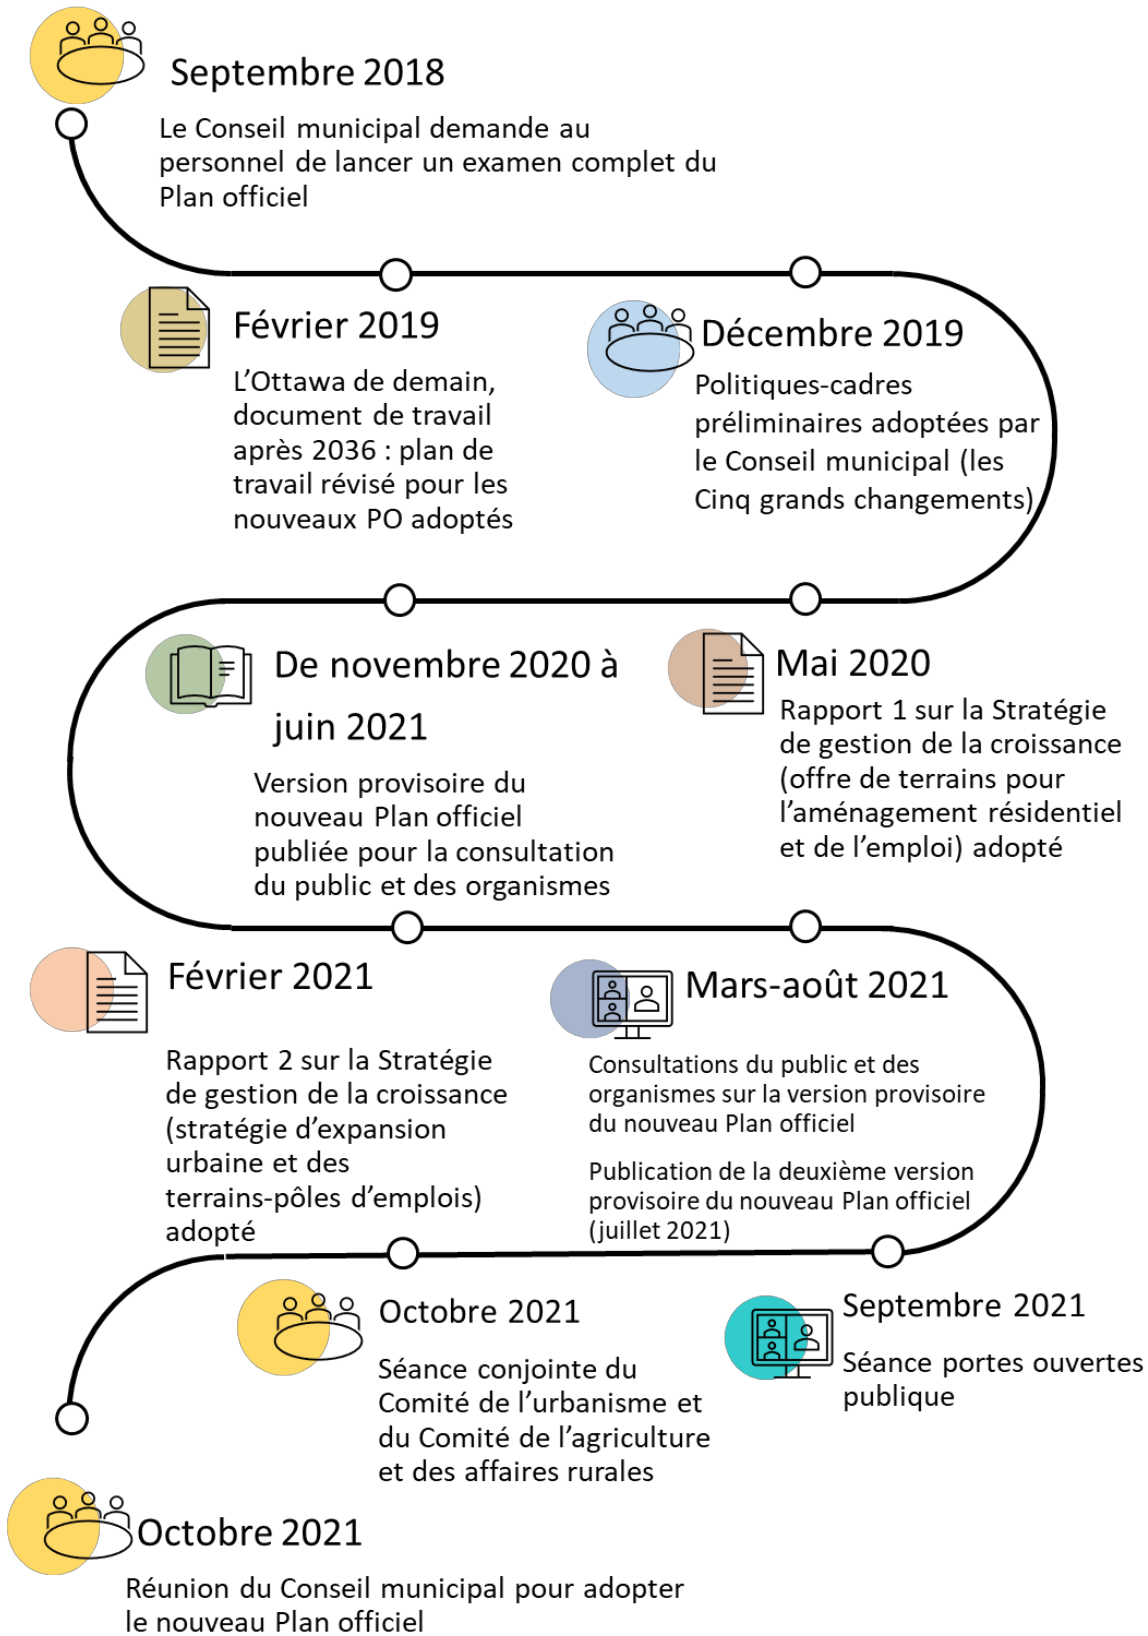 Septembre 2018
Le Conseil municipal demande au
personnel de lancer un examen complet du
Plan officiel
Février 2019
L'Ottawa de demain,
document de travail
après 2036 : plan de
travail révisé pour les
nouveaux PO adoptés
Décembre 2019
Politiques-cadres
préliminaires adoptées par
le Conseil municipal (les
Cinq grands changements)
Mai 2020
Rapport 1 sur la Stratégie
de gestion de la croissance
(offre de terrains pour
l'aménagement résidentiel
et de l'emploi) adopté
De novembre 2020 à
juin 2021
Version provisoire du
nouveau Plan officiel
publiée pour la consultation
du public et des organismes
Février 2021
Rapport 2 sur la Stratégie
de gestion de la croissance
(stratégie d'expansion
urbaine et des
terrains-pôles d'emplois)
adopté
Mars-août 2021
Consultations du public et des
organismes sur la version provisoire
du nouveau Plan officiel
Publication de la deuxième version
provisoire du nouveau Plan officiel
(juillet 2021)
Septembre 2021
Séance portes ouvertes
publique
Octobre 2021
Séance conjointe du
Comité de l'urbanisme et
du Comité de l'agriculture
et des affaires rurales
Octobre 2021
Réunion du Conseil municipal pour adopter
le nouveau Plan officiel